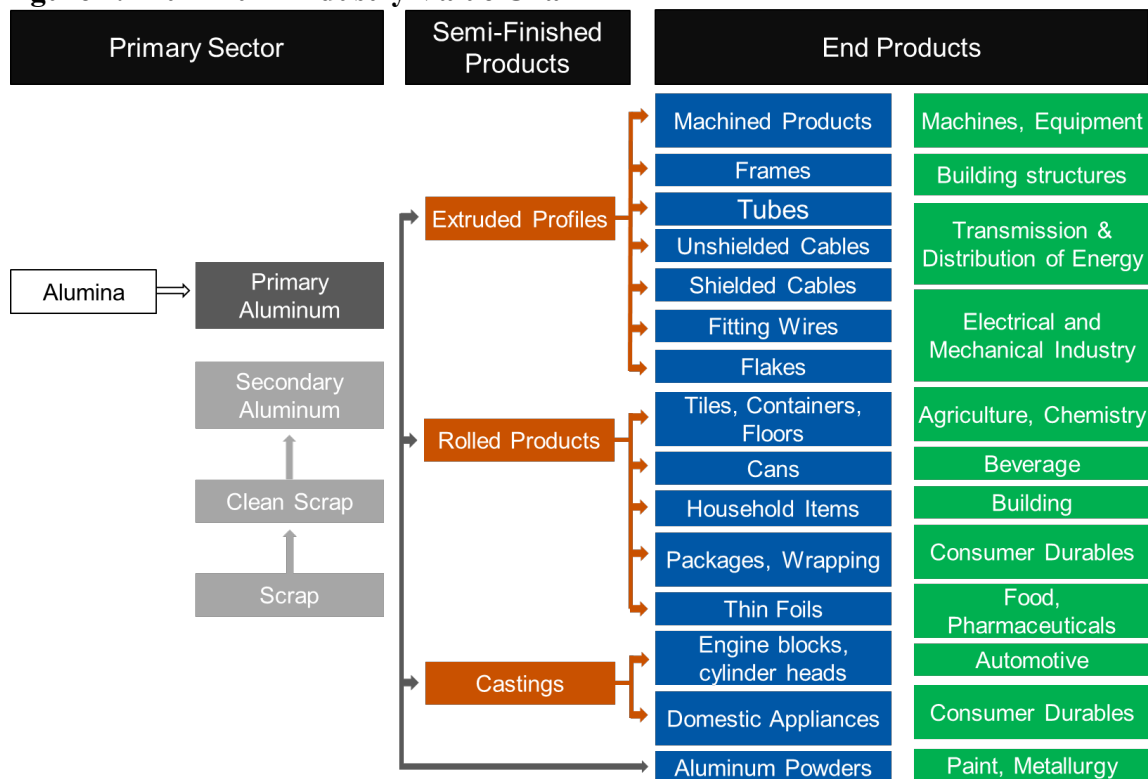 Primary Sector
Semi-Finished
Products
End Products
Alumina
Primary
Aluminum
Secondary
Aluminum
Clean Scrap
Scrap
Extruded Profiles
Rolled Products
Castings
Machined Products
Frames
Tubes
Unshielded Cables
Shielded Cables
Fitting Wires
Flakes
Tiles, Containers,
Floors
Cans
Household Items
Packages, Wrapping
Thin Foils
Engine blocks,
cylinder heads
Domestic Appliances
Aluminum Powders
Machines, Equipment
Building structures
Transmission &
Distribution of Energy
Electrical and
Mechanical Industry
Agriculture, Chemistry
Beverage
Building
Consumer Durables
Food,
Pharmaceuticals
Automotive
Consumer Durables
Paint, Metallurgy